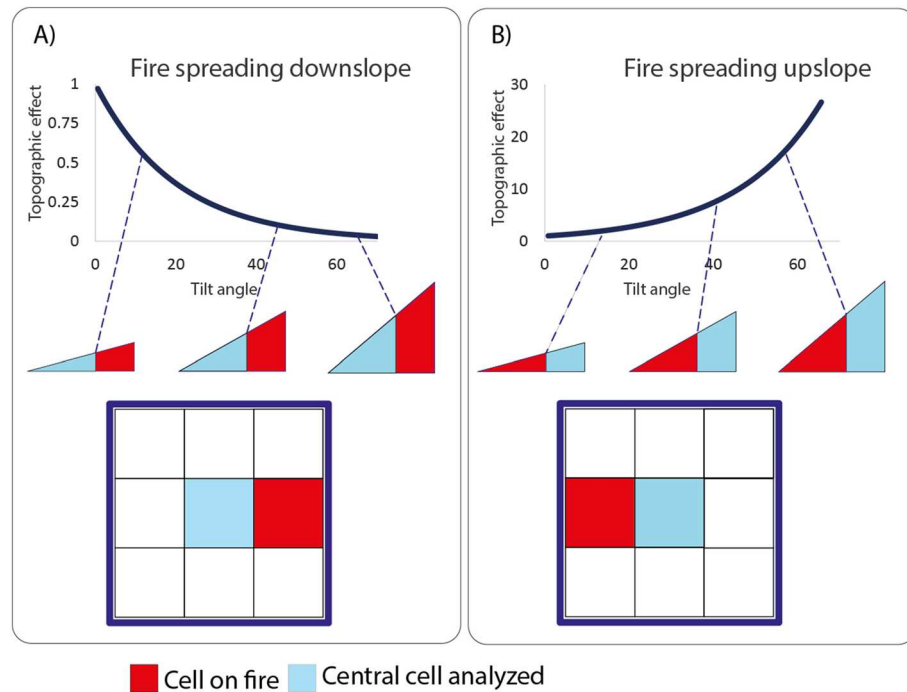 A)
Fire spreading downslope
Topographic effect
1
0.75
0.5
0.25
0
0
20
40
60
Tilt angle
B)
Fire spreading upslope
Topographic effect
30
20
10
0
0
20
40
60
Tilt angle
Cell on fire
Central cell analyzed